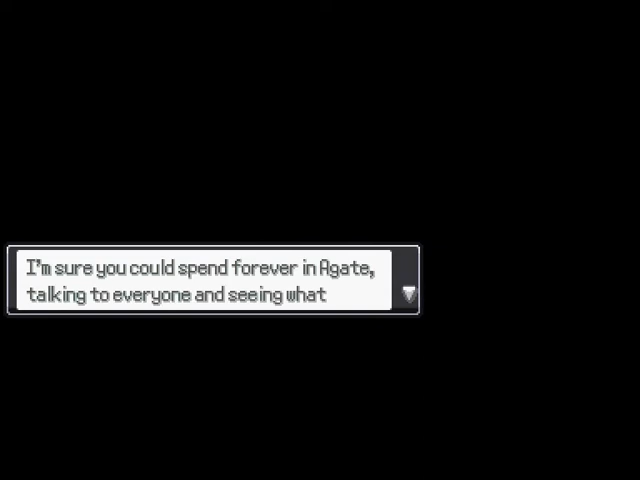 I'm sure you could spend forever in Agate,
talking to everyone and seeing what